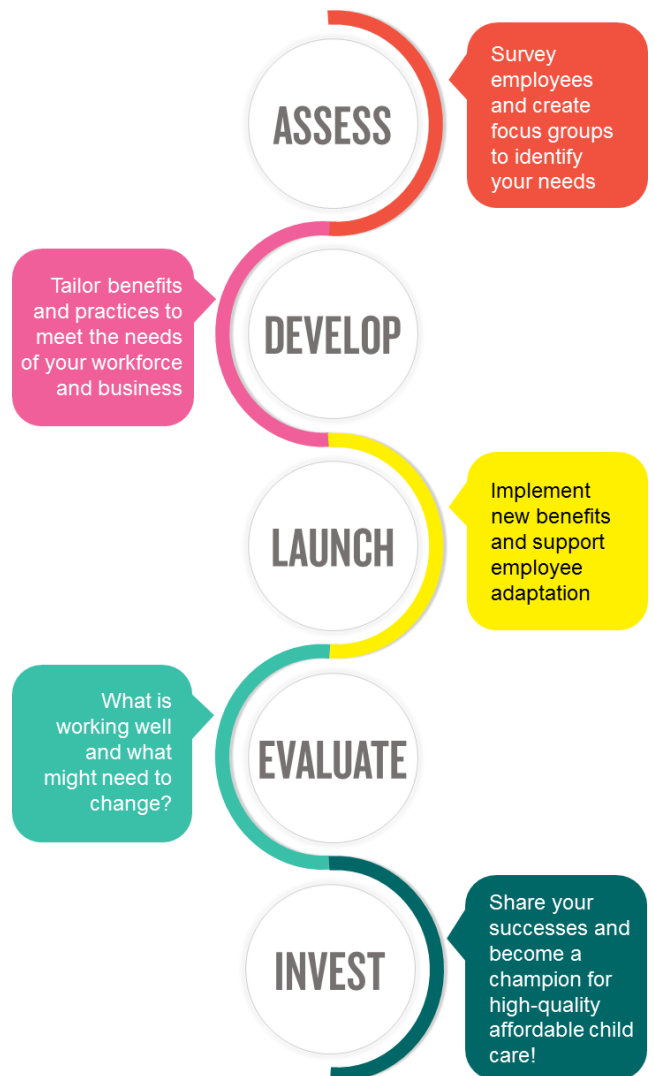 ASSESS
Survey
employees
and create
focus groups
to identify
your needs
Tailor benefits
and practices to
meet the needs
of your workforce
and business
DEVELOP
LAUNCH
Implement
new benefits
and support
employee
adaptation
What is
working well
and what
might need to
change?
EVALUATE
INVEST
Share your
successes and
become a
champion for
high-quality
affordable child
care!